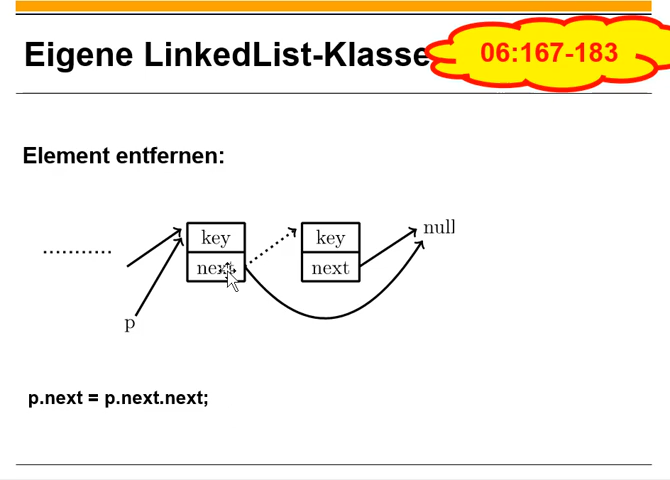 Eigene LinkedList-Klasse
06:167-183
Element entfernen:
null
key
key
next
next
p
p.next = p.next.next;